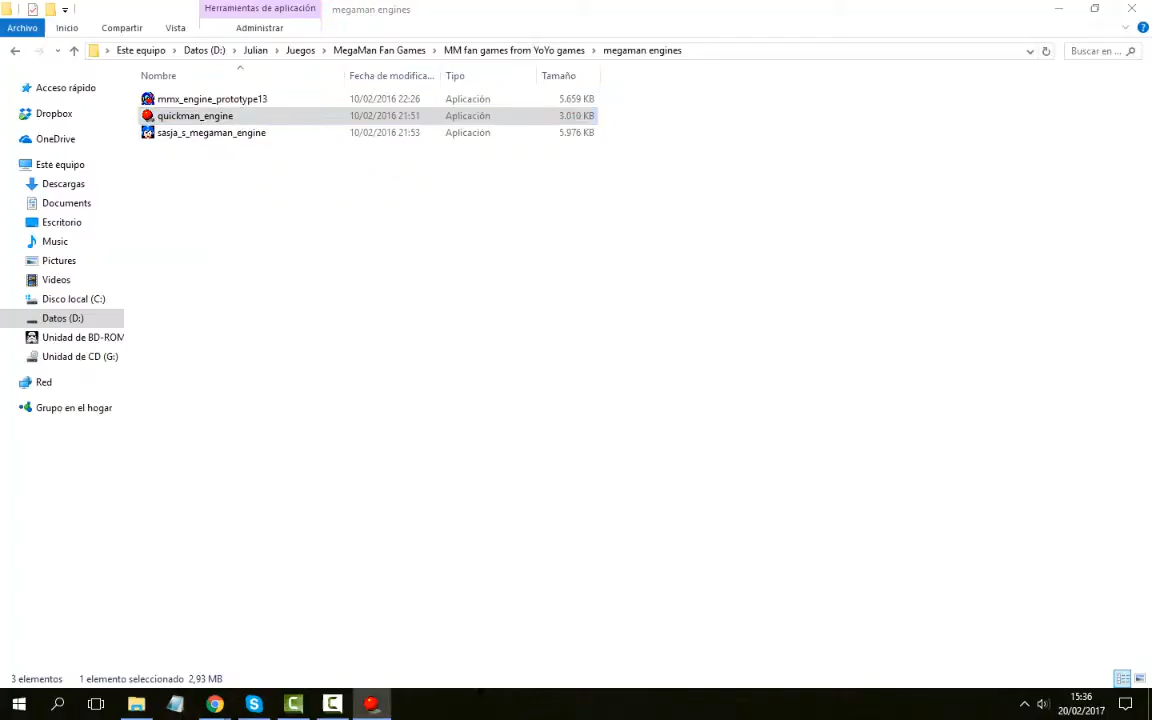 Herramientas de aplicación
megaman engines
Archivo
Inicio
Compartir
Vista
Administrar
Este equipo
Datos (D:)
Julian
Juegos
MegaMan Fan Games
MM fan games from YoYo games
megaman engines
Buscar en ...
Nombre
Fecha de modifica...
Tipo
Tamaño
mmx_engine_prototype13
10/02/2016 22:26
Aplicación
5.659 KB
quickman_engine
10/02/2016 21:51
Aplicación
3.010 KB
sasja_s_megaman_engine
10/02/2016 21:53
Aplicación
5.976 KB
Acceso rápido
Dropbox
OneDrive
Este equipo
Descargas
Documents
Escritorio
Music
Pictures
Videos
Disco local (C:)
Datos (D:)
Unidad de BD-ROM
Unidad de CD (G:)
Red
Grupo en el hogar
3 elementos
1 elemento seleccionado 2,93 MB
15:36
20/02/2017